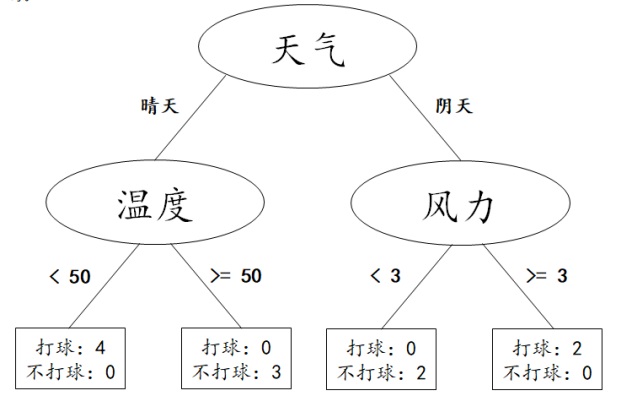 天气
晴天 阴天
温度 风力
< 50 >= 50 < 3 >= 3
打球: 4 打球: 0 打球: 0 打球: 2
不打球: 0 不打球: 3 不打球: 2 不打球: 0